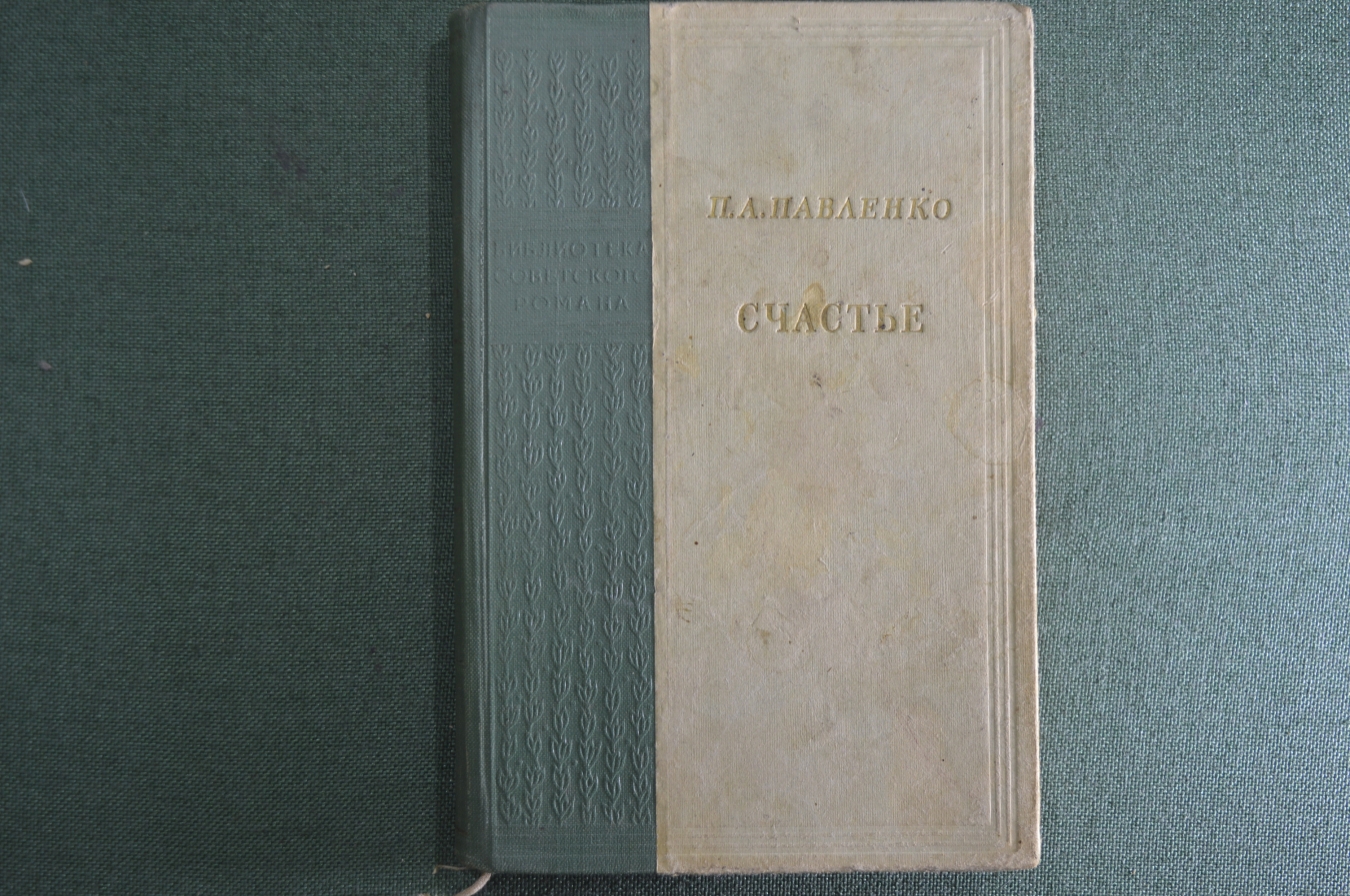 БИБЛИОТЕКА
СОВЕТСКОГО
РОМАНА
П.А.ПАВЛЕНКО
СЧАСТЬЕ